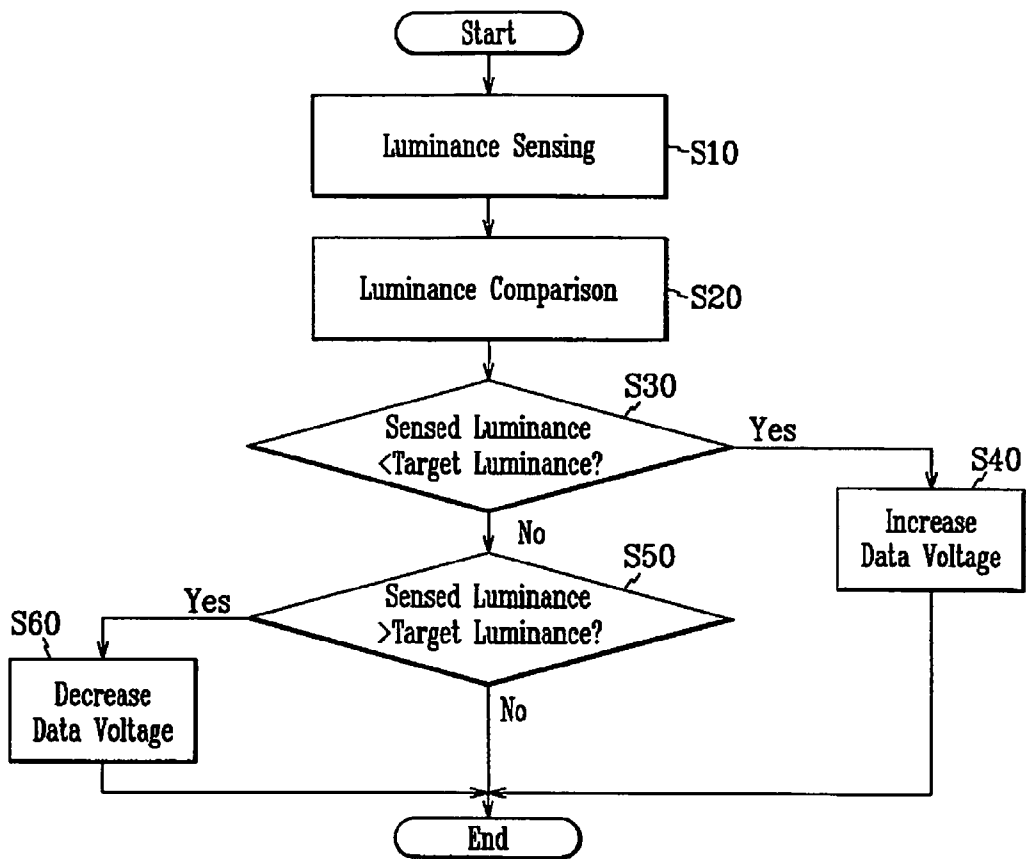 Start
Luminance Sensing
S10
Luminance Comparison
S20
S30
Sensed Luminance
<Target Luminance?
Yes
S40
Increase
Data Voltage
No
S50
Sensed Luminance
>Target Luminance?
Yes
S60
Decrease
Data Voltage
No
End